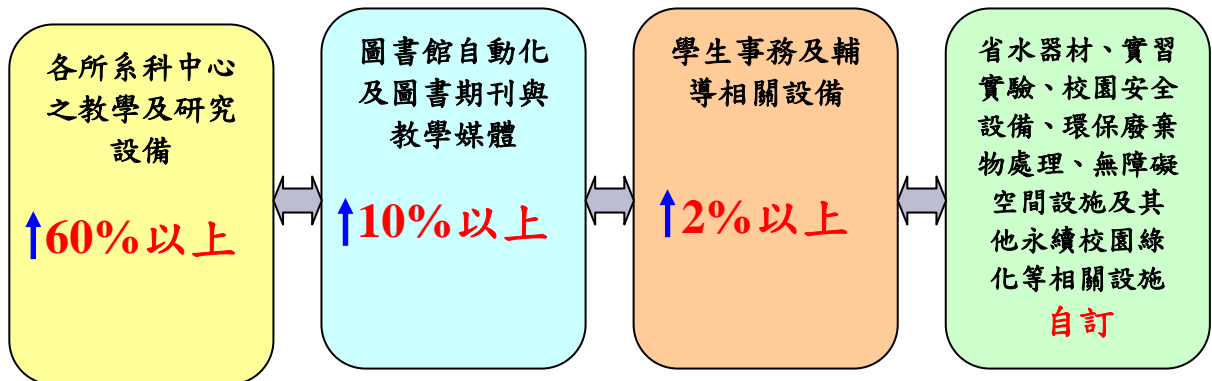 各所系科中心
之教學及研究
設備
60%以上
圖書館自動化
及圖書期刊與
教學媒體
10%以上
學生事務及輔
導相關設備
2%以上
省水器材、實習
實驗、校園安全
設備、環保廢棄
物處理、無障礙
空間設施及其
他永續校園綠
化等相關設施
自訂